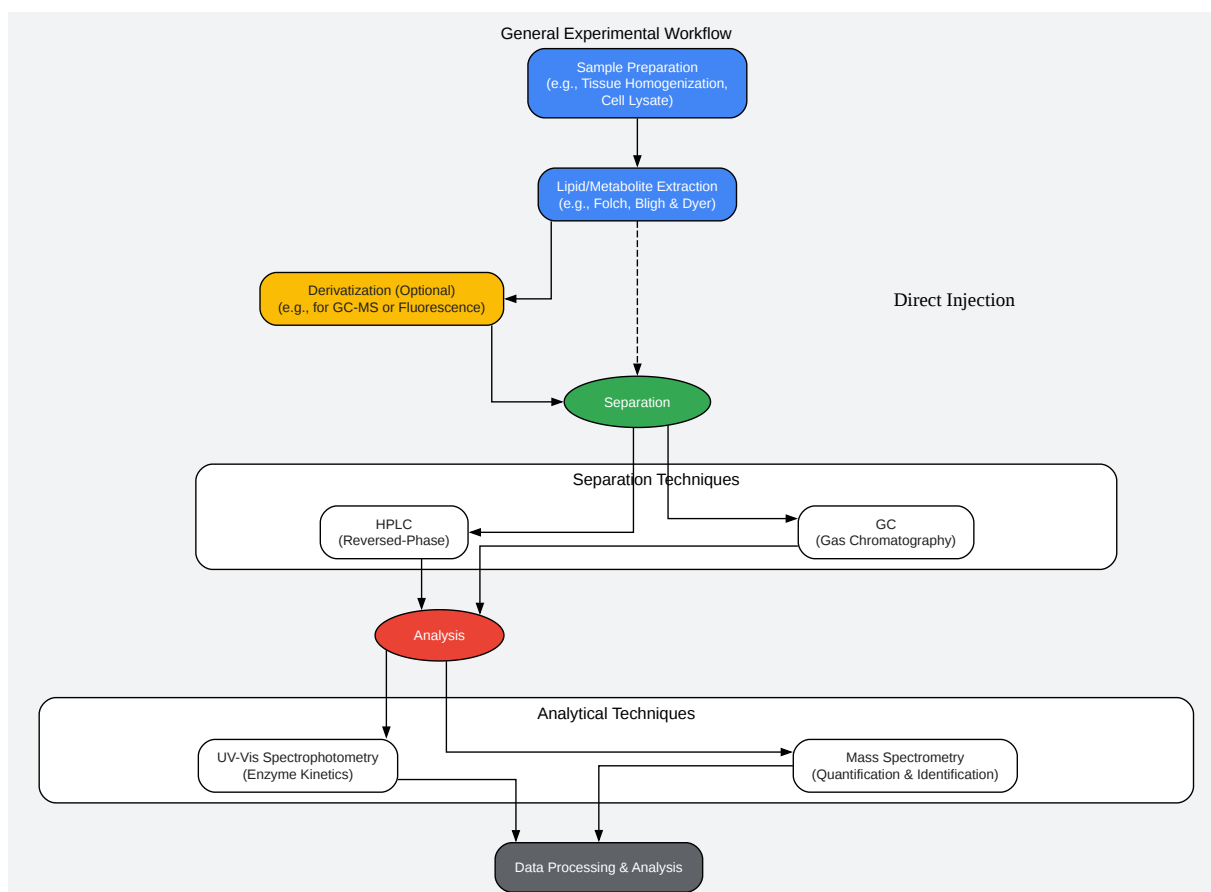 General Experimental Workflow
Sample Preparation
(e.g., Tissue Homogenization,
Cell Lysate)
Lipid/Metabolite Extraction
(e.g., Folch, Bligh & Dyer)
Derivatization (Optional)
(e.g., for GC-MS or Fluorescence)
Direct Injection
Separation
Separation Techniques
HPLC
(Reversed-Phase)
GC
(Gas Chromatography)
Analysis
Analytical Techniques
UV-Vis Spectrophotometry
(Enzyme Kinetics)
Mass Spectrometry
(Quantification & Identification)
Data Processing & Analysis